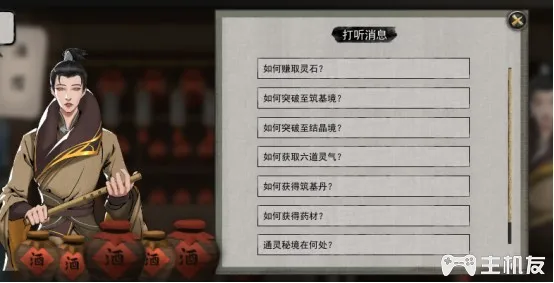 打听消息
如何赚取灵石？
如何突破至筑基境？
如何突破至结晶境？
如何获取六道灵气？
如何获得筑基丹？
如何获得药材？
通灵秘境在何处？
酒
酒
酒
酒
酒
主机友